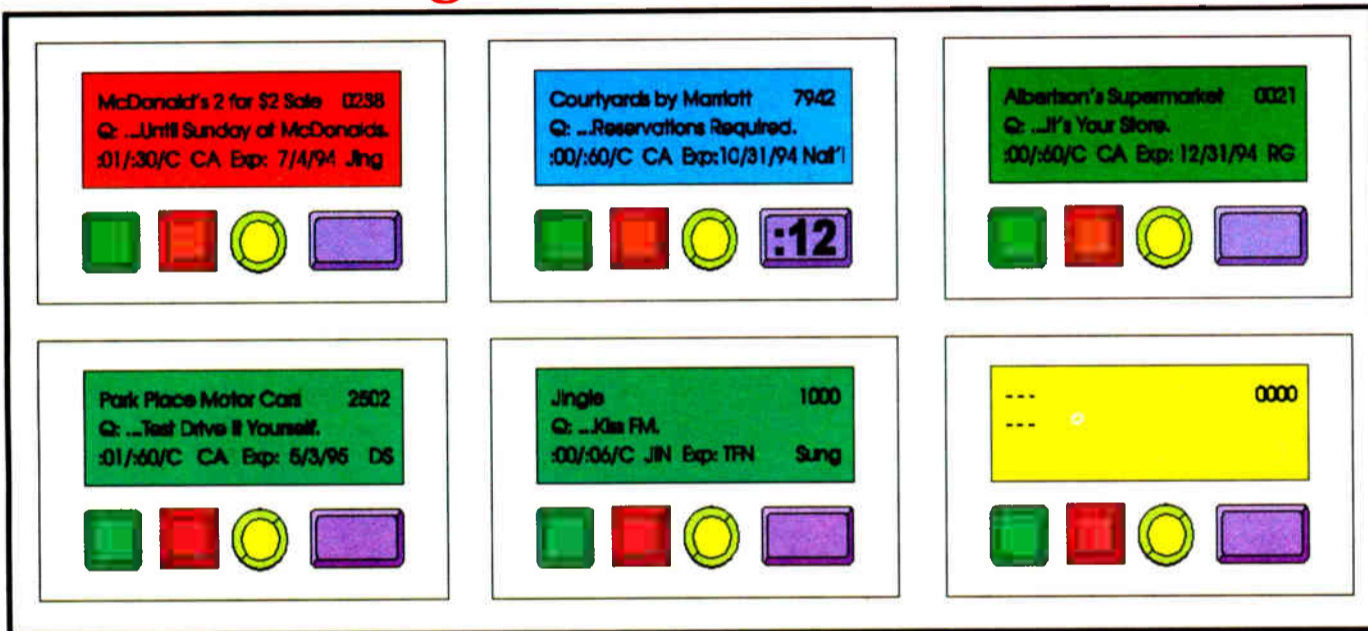 McDonald's 2 for $2 Sale 0238
Q: ...Until Sunday at McDonalds.
:01/:30/C CA Exp: 7/4/94 Jing
Courtyards by Marriott 7942
Q: ...Reservations Required.
:00/:60/C CA Exp:10/31/94 Nat'l
:12
Albertson's Supermarket 0021
Q: ...It's Your Store.
:00/:60/C CA Exp: 12/31/94 RG
Park Place Motor Cars 2502
Q: ...Test Drive It Yourself.
:01/:60/C CA Exp: 5/3/95 DS
Jingle 1000
Q: ...Kiss FM.
:00/:06/C JIN Exp: TFN Sung
--- 0000
---